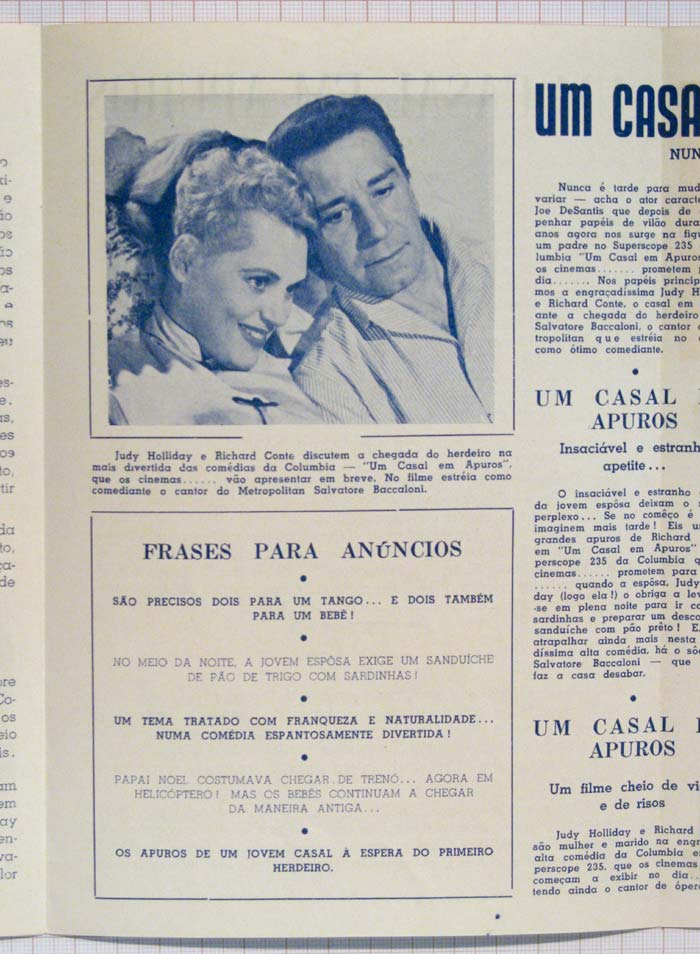 Judy Holliday e Richard Conte discutem a chegada do herdeiro na
mais divertida das comédias da Columbia — "Um Casal em Apuros",
que os cinemas...... vão apresentar em breve. No filme estréia como
comediante o cantor do Metropolitan Salvatore Baccaloni.
FRASES PARA ANÚNCIOS
SÃO PRECISOS DOIS PARA UM TANGO... E DOIS TAMBÉM
PARA UM BEBÊ!
NO MEIO DA NOITE, A JOVEM ESPÔSA EXIGE UM SANDUÍCHE
DE PÃO DE TRIGO COM SARDINHAS!
UM TEMA TRATADO COM FRANQUEZA E NATURALIDADE...
NUMA COMÉDIA ESPANTOSAMENTE DIVERTIDA!
PAPAI NOEL COSTUMAVA CHEGAR DE TRENÓ... AGORA EM
HELICÓPTERO! MAS OS BEBÊS CONTINUAM A CHEGAR
DA MANEIRA ANTIGA...
OS APUROS DE UM JOVEM CASAL À ESPERA DO PRIMEIRO
HERDEIRO.
UM CASA
NUN
Nunca é tarde para mud
variar — acha o ator caracte
Joe DeSantis que depois de
penhar papéis de vilão dura
anos agora nos surge na figu
um padre no Superscope 235
lumbia "Um Casal em Apuros
os cinemas....... prometem
dia....... Nos papéis princip
mos a engraçadíssima Judy H
e Richard Conte, o casal em
ante a chegada do herdeiro
Salvatore Baccaloni, o cantor
tropolitan que estréia no
como ótimo comediante.
UM CASAL
APUROS
Insaciável e estranh
apetite...
O insaciável e estranho
da jovem espôsa deixam o
perplexo... Se no comêço é
imaginem mais tarde! Eis u
grandes apuros de Richard
em "Um Casal em Apuros"
perscope 235 da Columbia q
cinemas...... prometem para
...... quando a espôsa, Judy
day (logo ela!) o obriga a lev
-se em plena noite para ir co
sardinhas e preparar um desco
sanduíche com pão prêto! E,
atrapalhar ainda mais nesta
díssima alta comédia, há o só
Salvatore Baccaloni — que
faz a casa desabar.
UM CASAL
APUROS
Um filme cheio de vi
e de risos
Judy Holliday e Richard
são mulher e marido na engr
alta comédia da Columbia e
perscope 235, que os cinemas
começam a exibir no dia...
tendo ainda o cantor de óper